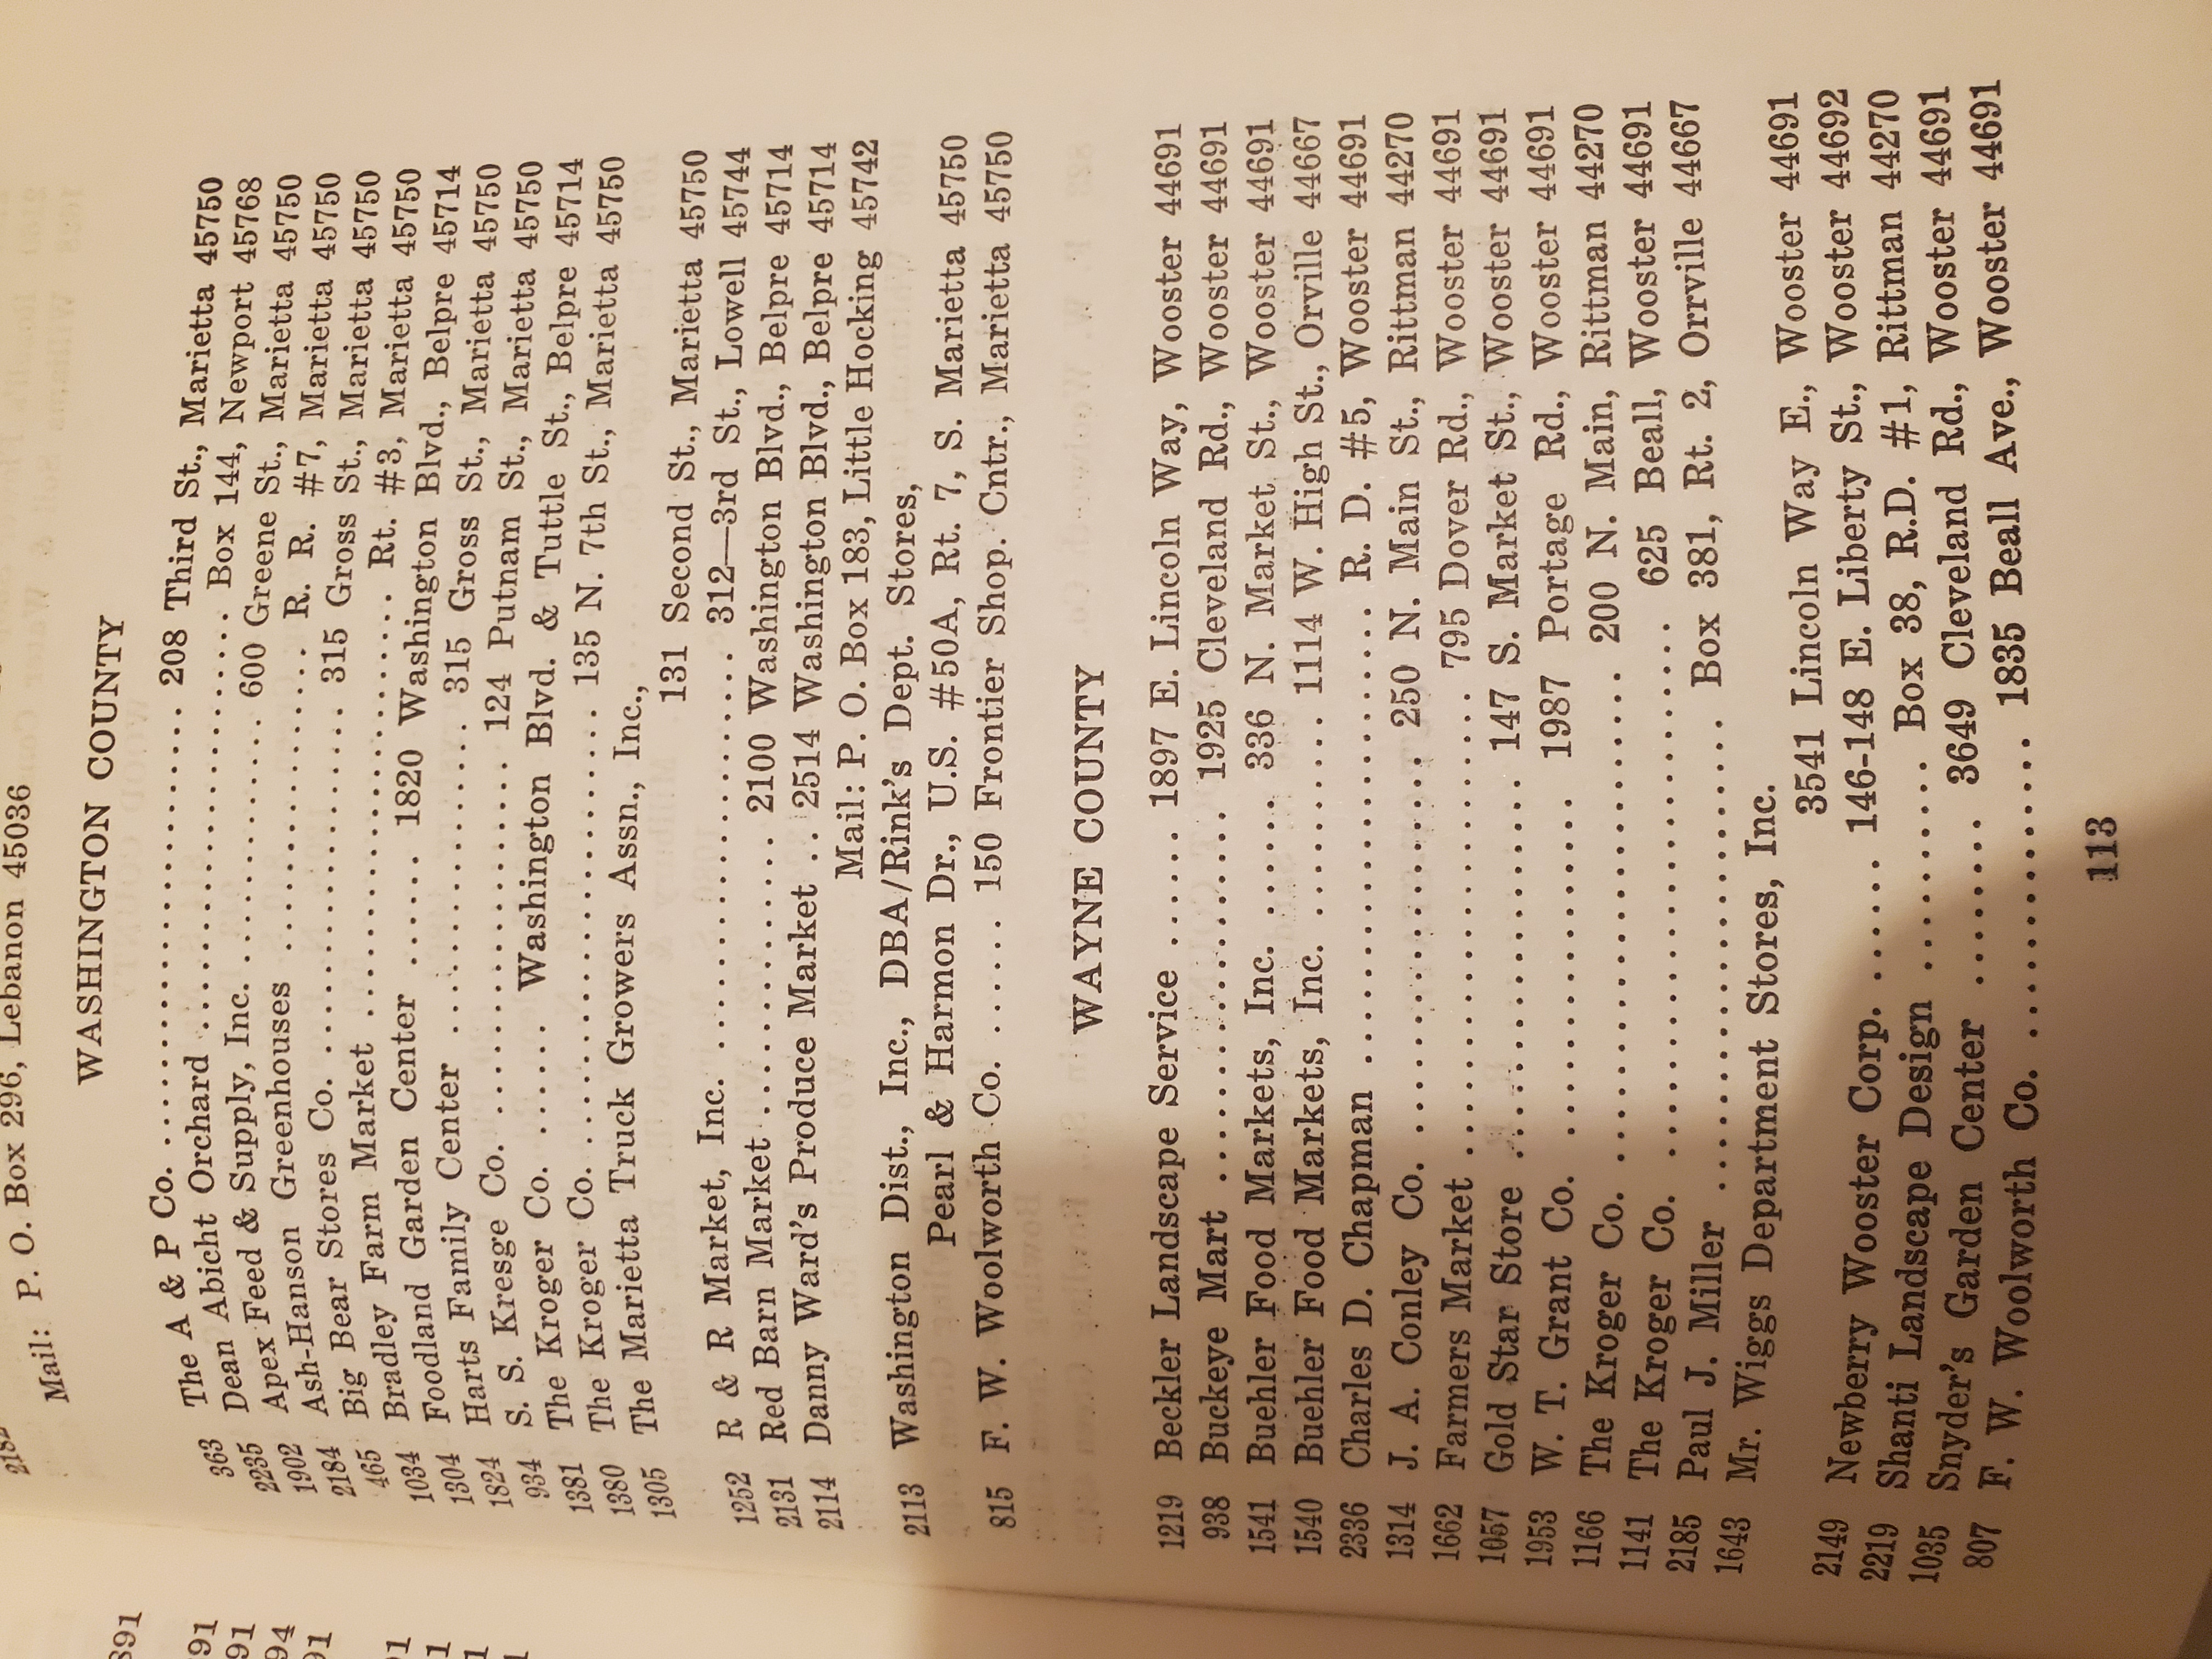 Mail: P. O. Box 296, Lebanon 45036
WASHINGTON COUNTY
363 The A & P Co. .......................... 208 Third St., Marietta 45750
2235 Dean Abicht Orchard .......................... Box 144, Newport 45768
1902 Apex Feed & Supply, Inc. .................. 600 Greene St., Marietta 45750
2184 Ash-Hanson Greenhouses .................... R. R. #7, Marietta 45750
465 Big Bear Stores Co. .................... 315 Gross St., Marietta 45750
1034 Bradley Farm Market .......................... Rt. #3, Marietta 45750
1304 Foodland Garden Center ...... 1820 Washington Blvd., Belpre 45714
1824 Harts Family Center .................. 315 Gross St., Marietta 45750
934 S. S. Kresge Co. .................... 124 Putnam St., Marietta 45750
1381 The Kroger Co. ...... Washington Blvd. & Tuttle St., Belpre 45714
1380 The Kroger Co. ...................... 135 N. 7th St., Marietta 45750
1305 The Marietta Truck Growers Assn., Inc.,
131 Second St., Marietta 45750
1252 R & R Market, Inc. ...................... 312—3rd St., Lowell 45744
2131 Red Barn Market .............. 2100 Washington Blvd., Belpre 45714
2114 Danny Ward's Produce Market .. 2514 Washington Blvd., Belpre 45714
Mail: P. O. Box 183, Little Hocking 45742
2113 Washington Dist., Inc., DBA/Rink's Dept. Stores,
Pearl & Harmon Dr., U.S. #50A, Rt. 7, S. Marietta 45750
815 F. W. Woolworth Co. ...... 150 Frontier Shop. Cntr., Marietta 45750
WAYNE COUNTY
1219 Beckler Landscape Service ...... 1897 E. Lincoln Way, Wooster 44691
938 Buckeye Mart .................. 1925 Cleveland Rd., Wooster 44691
1541 Buehler Food Markets, Inc. ...... 336 N. Market St., Wooster 44691
1540 Buehler Food Markets, Inc. ........ 1114 W. High St., Orville 44667
2336 Charles D. Chapman ...................... R. D. #5, Wooster 44691
1314 J. A. Conley Co. .................. 250 N. Main St., Rittman 44270
1662 Farmers Market .................... 795 Dover Rd., Wooster 44691
1057 Gold Star Store .................. 147 S. Market St., Wooster 44691
1953 W. T. Grant Co. ................ 1987 Portage Rd., Wooster 44691
1166 The Kroger Co. ...................... 200 N. Main, Rittman 44270
1141 The Kroger Co. ........................ 625 Beall, Wooster 44691
2185 Paul J. Miller ...................... Box 381, Rt. 2, Orrville 44667
1643 Mr. Wiggs Department Stores, Inc.
3541 Lincoln Way E., Wooster 44691
2149 Newberry Wooster Corp. ...... 146-148 E. Liberty St., Wooster 44692
2219 Shanti Landscape Design .......... Box 38, R.D. #1, Rittman 44270
1035 Snyder's Garden Center ........ 3649 Cleveland Rd., Wooster 44691
807 F. W. Woolworth Co. .............. 1835 Beall Ave., Wooster 44691
113